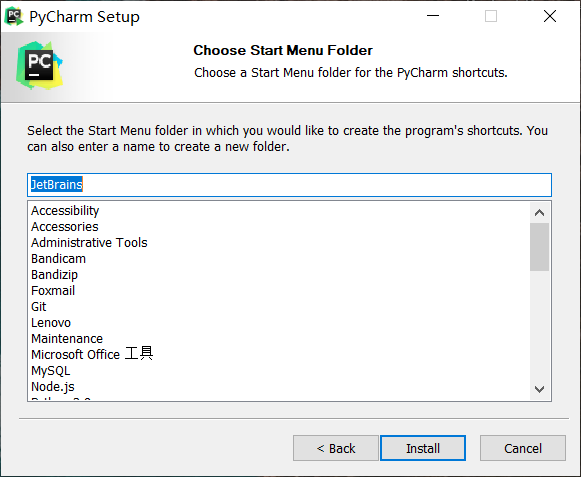 PC PyCharm Setup
PC
Choose Start Menu Folder
Choose a Start Menu folder for the PyCharm shortcuts.
Select the Start Menu folder in which you would like to create the program's shortcuts. You
can also enter a name to create a new folder.
JetBrains
Accessibility
Accessories
Administrative Tools
Bandicam
Bandizip
Foxmail
Git
Lenovo
Maintenance
Microsoft Office 工具
MySQL
Node.js
< Back
Install
Cancel